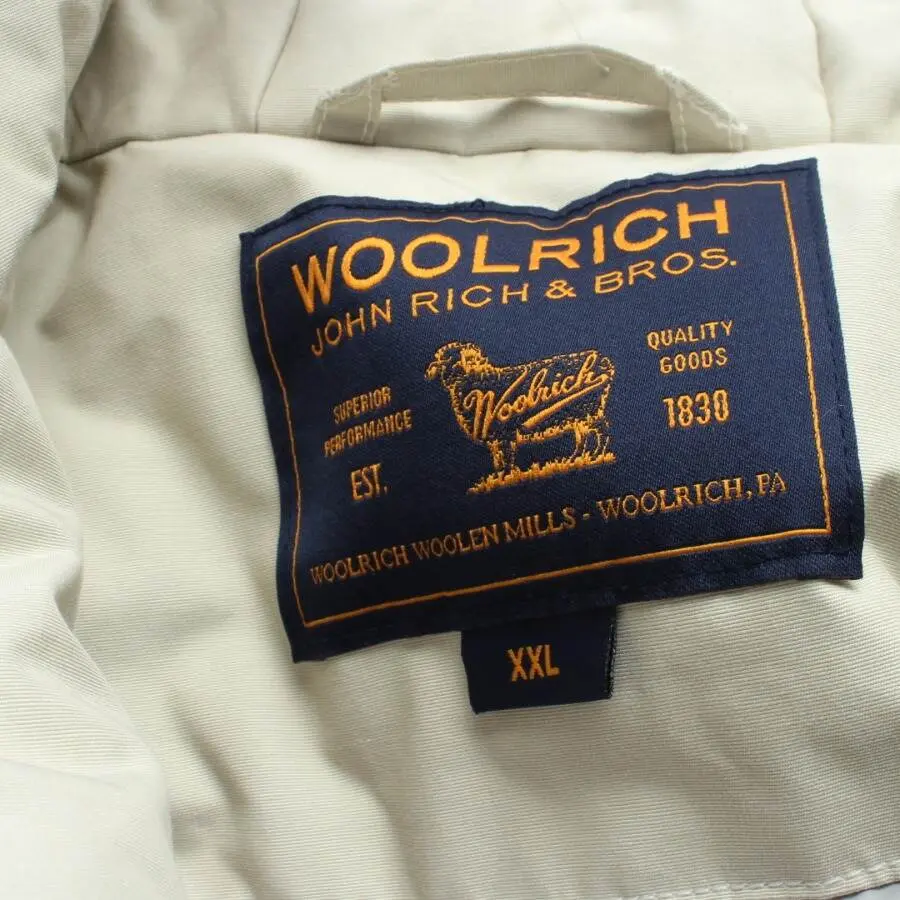 WOOLRICH
JOHN RICH & BROS.
SUPERIOR
PERFORMANCE
EST.
Woolrich
QUALITY
GOODS
1830
WOOLRICH WOOLEN MILLS - WOOLRICH, PA
XXL